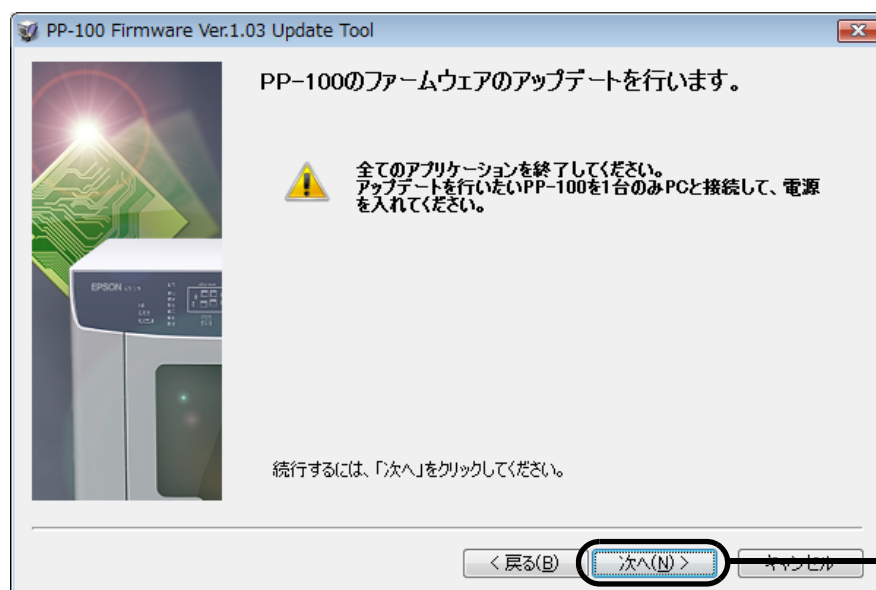 PP-100 Firmware Ver.1.03 Update Tool
PP-100のファームウェアのアップデートを行います。
全てのアプリケーションを終了してください。
アップデートを行いたいPP-100を1台のみPCと接続して、電源
を入れてください。
EPSON
続行するには、「次へ」をクリックしてください。
< 戻る(B)
次へ(N) >
キャンセル